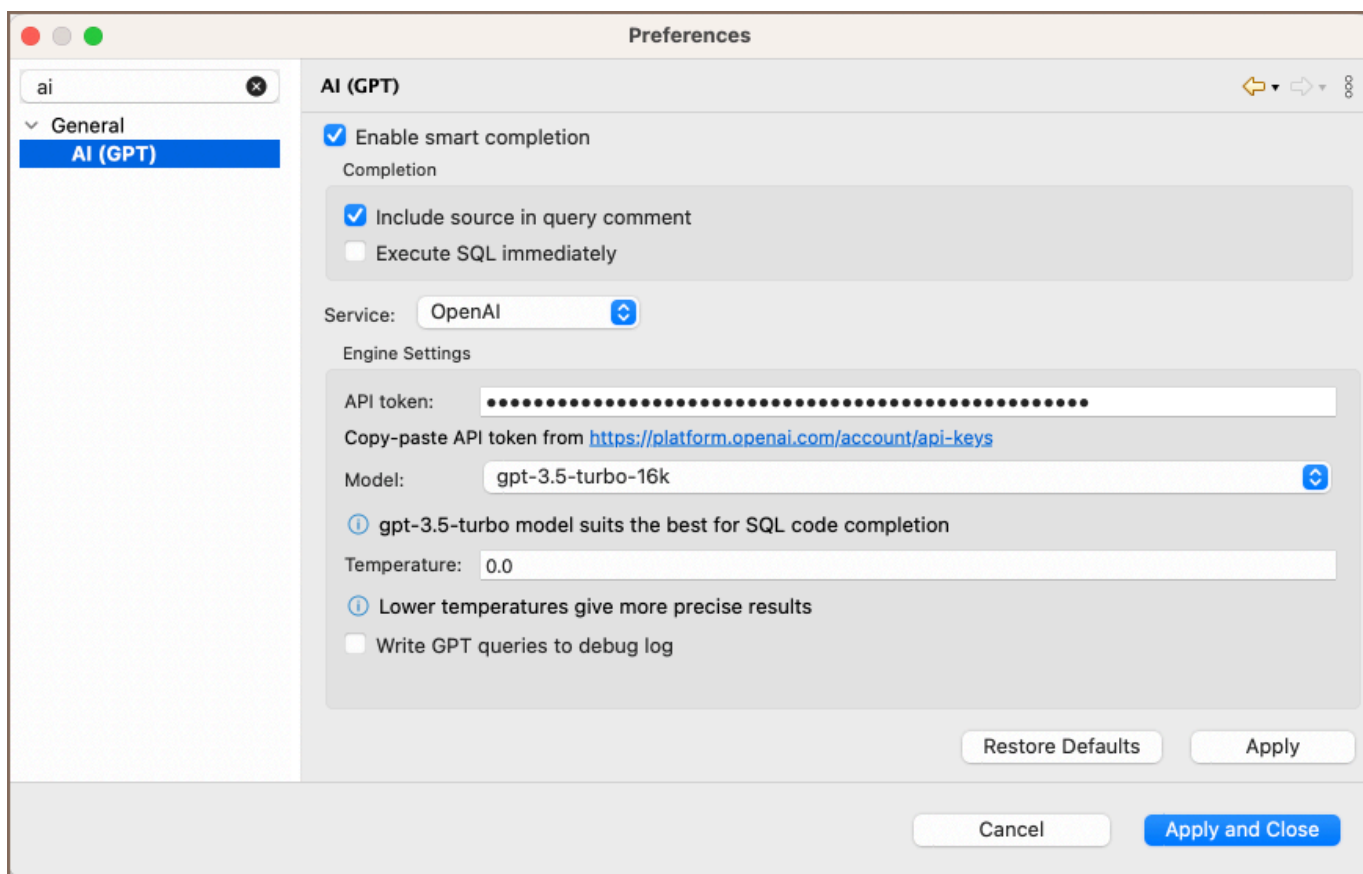 Preferences
ai
General
AI (GPT)
AI (GPT)
Enable smart completion
Completion
Include source in query comment
Execute SQL immediately
Service: OpenAI
Engine Settings
API token: •••••••••••••••••••••••••••••••••••••••••••••••••••
Copy-paste API token from https://platform.openai.com/account/api-keys
Model: gpt-3.5-turbo-16k
gpt-3.5-turbo model suits the best for SQL code completion
Temperature: 0.0
Lower temperatures give more precise results
Write GPT queries to debug log
Restore Defaults Apply
Cancel Apply and Close